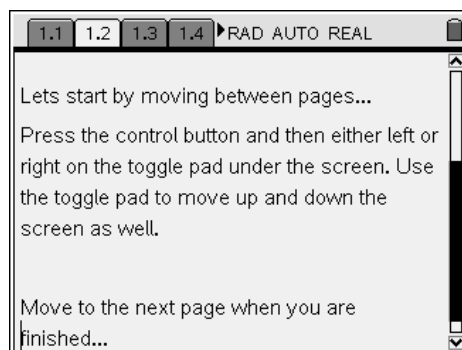 1.1 1.2 1.3 1.4 RAD AUTO REAL
Lets start by moving between pages...
Press the control button and then either left or
right on the toggle pad under the screen. Use
the toggle pad to move up and down the
screen as well.
Move to the next page when you are
finished...